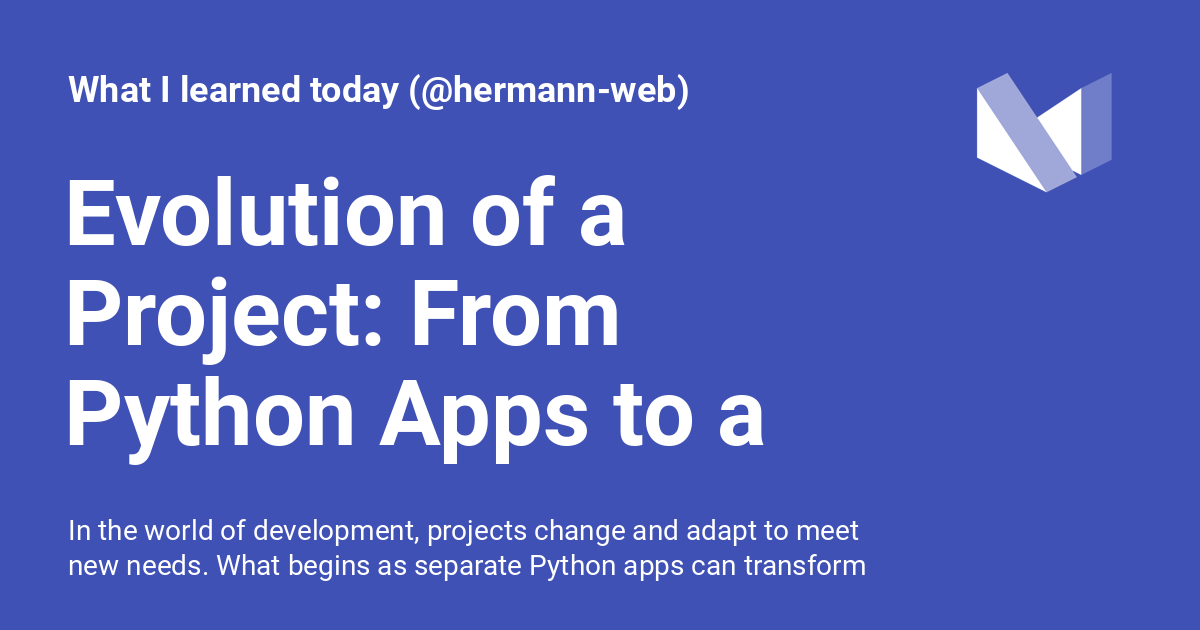 What I learned today (@hermann-web)
Evolution of a
Project: From
Python Apps to a
In the world of development, projects change and adapt to meet
new needs. What begins as separate Python apps can transform